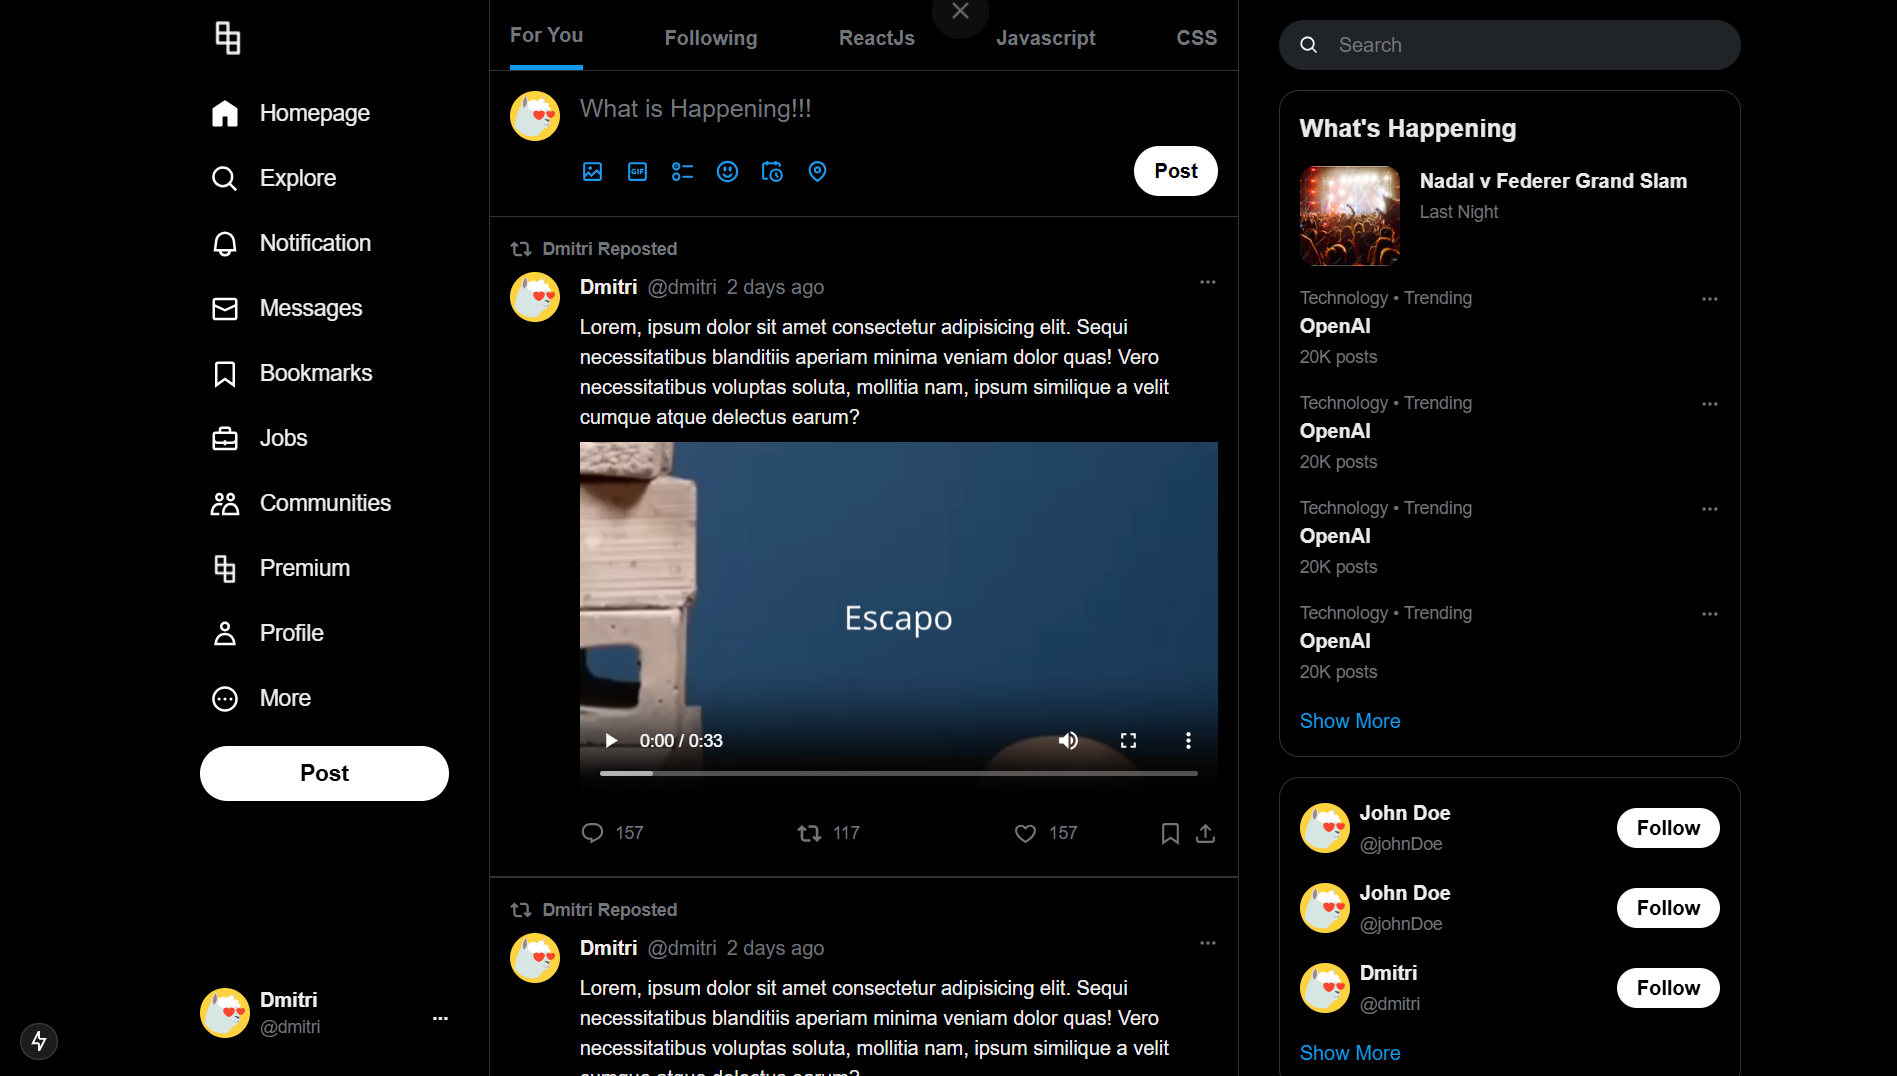 Homepage
Explore
Notification
Messages
Bookmarks
Jobs
Communities
Premium
Profile
More
Post
Dmitri
@dmitri
For You
Following
ReactJs
Javascript
CSS
What is Happening!!!
GIF
Post
Dmitri Reposted
Dmitri @dmitri 2 days ago
Lorem, ipsum dolor sit amet consectetur adipisicing elit. Sequi
necessitatibus blanditiis aperiam minima veniam dolor quas! Vero
necessitatibus voluptas soluta, mollitia nam, ipsum similique a velit
cumque atque delectus earum?
Escapo
0:00 / 0:33
157
117
157
Dmitri Reposted
Dmitri @dmitri 2 days ago
Lorem, ipsum dolor sit amet consectetur adipisicing elit. Sequi
necessitatibus blanditiis aperiam minima veniam dolor quas! Vero
necessitatibus voluptas soluta, mollitia nam, ipsum similique a velit
cumque atque delectus earum?
Search
What's Happening
Nadal v Federer Grand Slam
Last Night
Technology • Trending
OpenAI
20K posts
Technology • Trending
OpenAI
20K posts
Technology • Trending
OpenAI
20K posts
Technology • Trending
OpenAI
20K posts
Show More
John Doe
@johnDoe
Follow
John Doe
@johnDoe
Follow
Dmitri
@dmitri
Follow
Show More